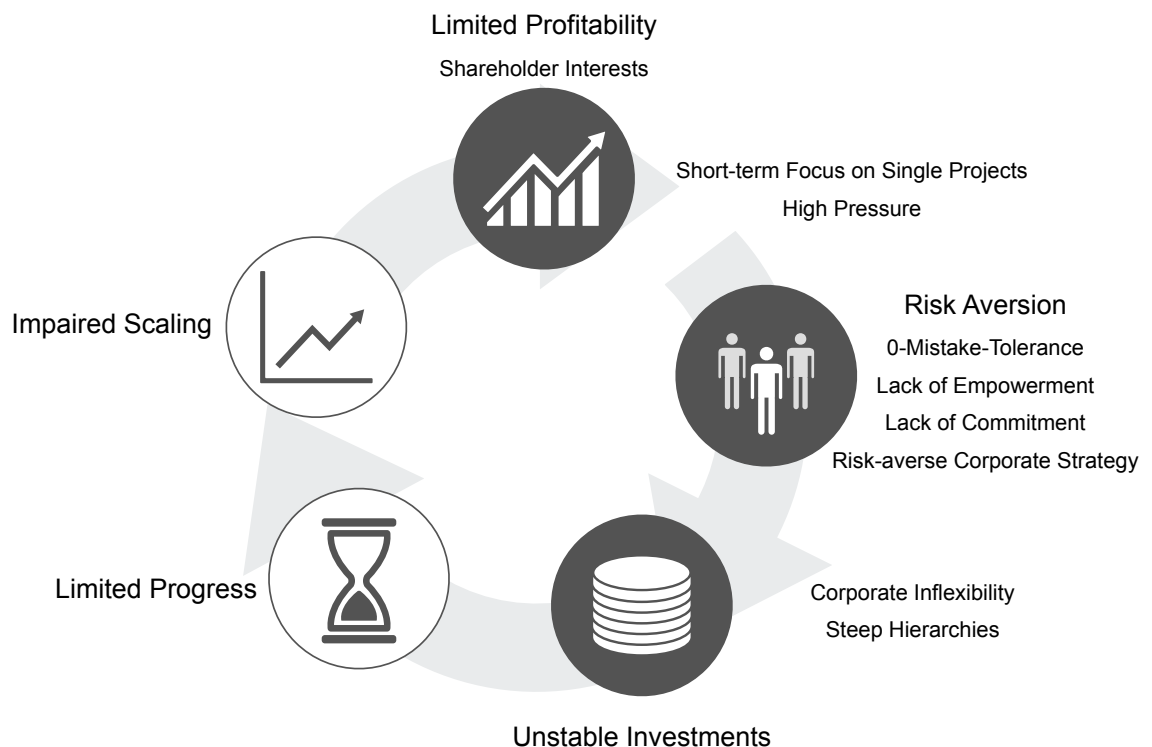 Limited Profitability
Shareholder Interests
Short-term Focus on Single Projects
High Pressure
Risk Aversion
0-Mistake-Tolerance
Lack of Empowerment
Lack of Commitment
Risk-averse Corporate Strategy
Corporate Inflexibility
Steep Hierarchies
Unstable Investments
Limited Progress
Impaired Scaling